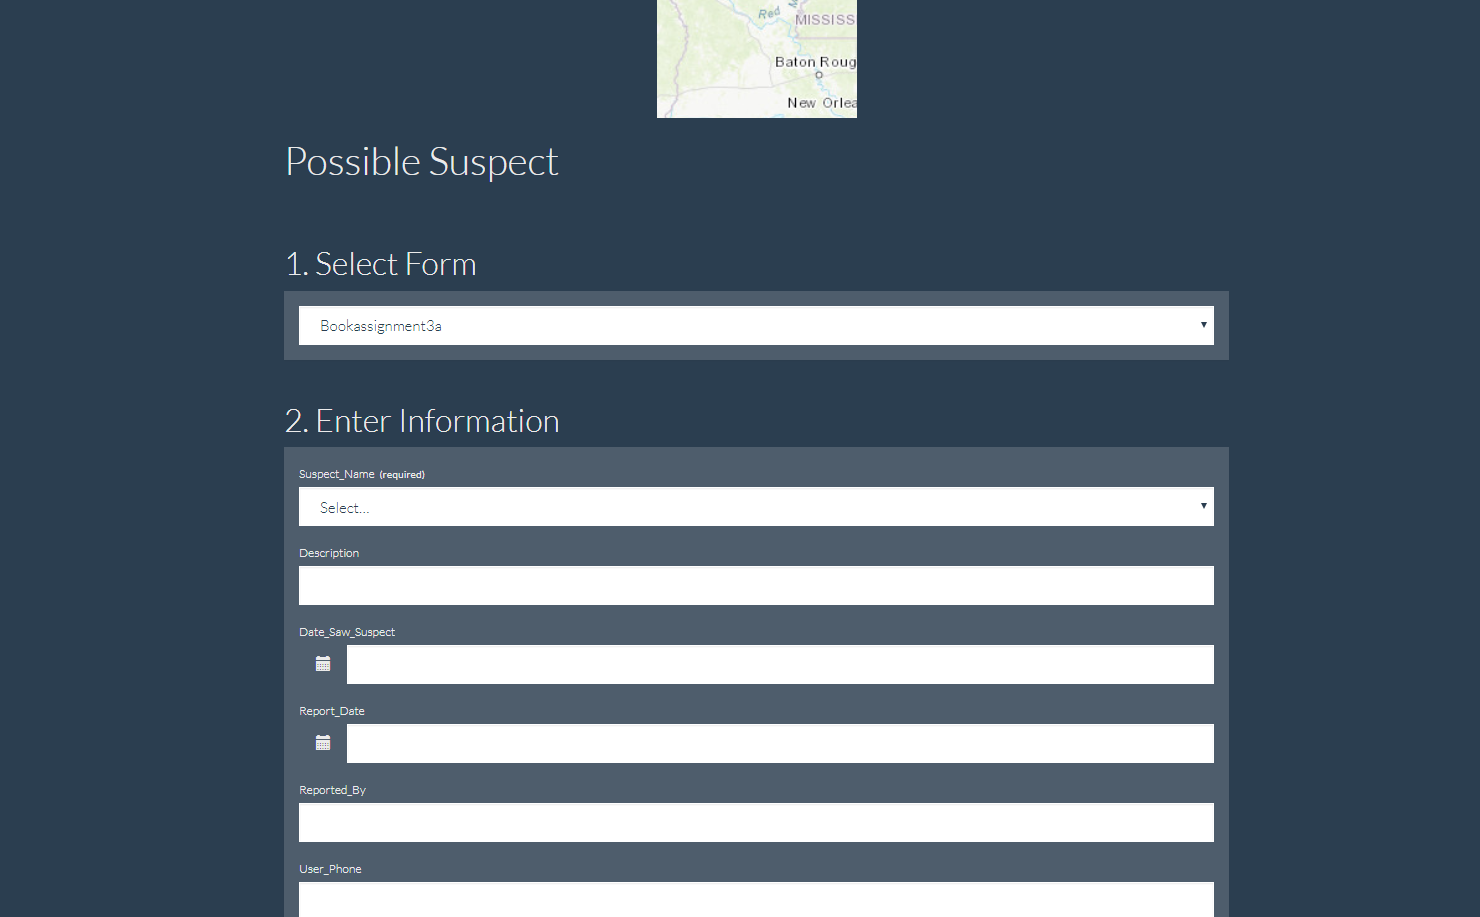 Red
MISSISS
Baton Roug
New Orlea
Possible Suspect
1. Select Form
Bookassignment3a
2. Enter Information
Suspect_Name (required)
Select...
Description
Date_Saw_Suspect
Report_Date
Reported_By
User_Phone